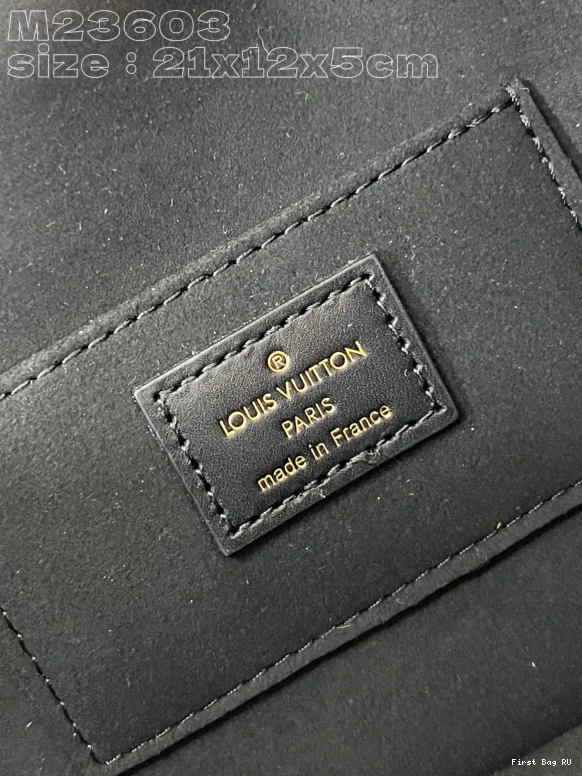 M23603
size : 21x12x5cm
®
LOUIS VUITTON
PARIS
made in France
First Bag RU